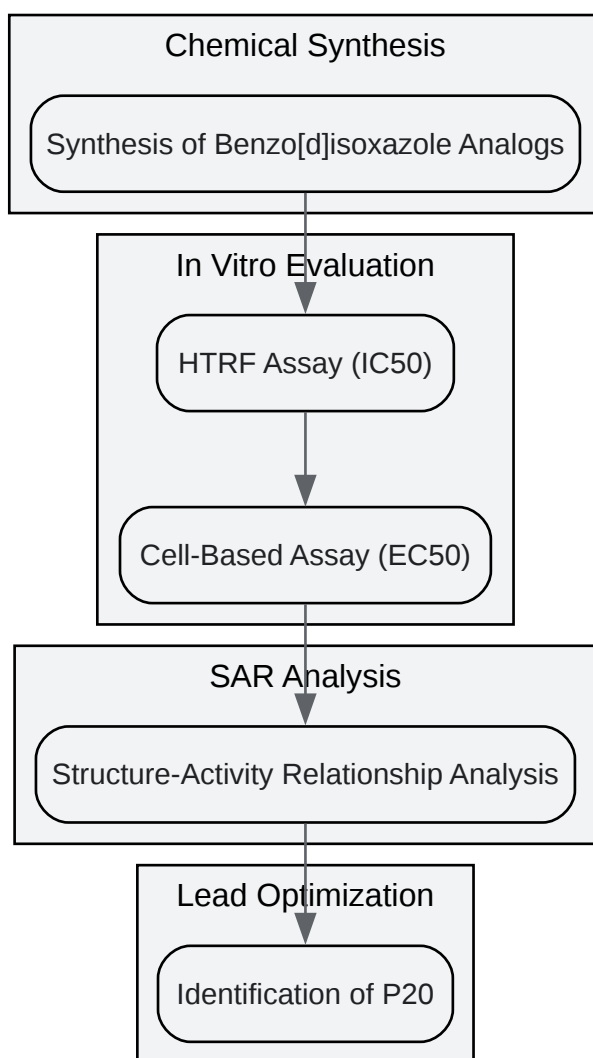 Chemical Synthesis
Synthesis of Benzo[d]isoxazole Analogs
In Vitro Evaluation
HTRF Assay (IC50)
Cell-Based Assay (EC50)
SAR Analysis
Structure-Activity Relationship Analysis
Lead Optimization
Identification of P20